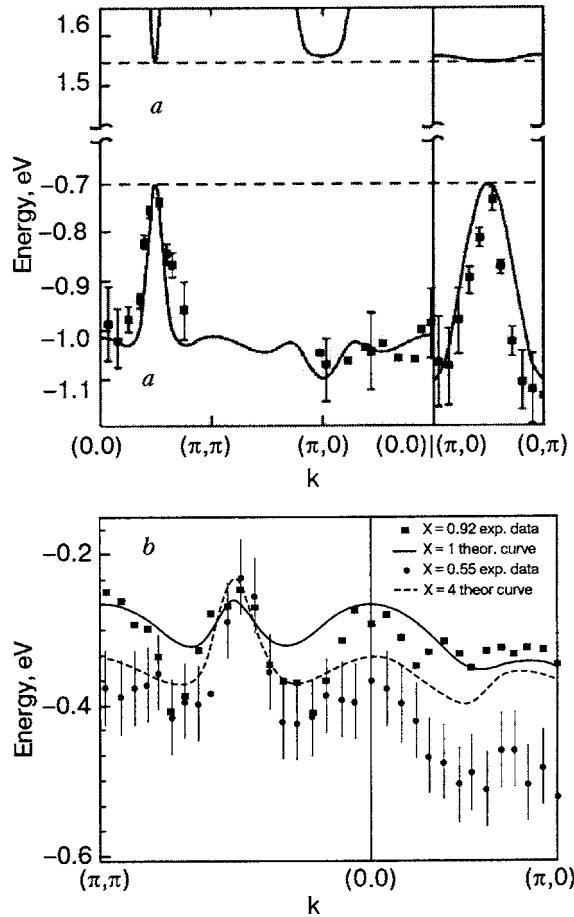 1.6
1.5
a
Energy, eV
−0.7
−0.8
−0.9
−1.0
−1.1
a
(0.0) (π,π) (π,0) (0.0)|(π,0) (0,π)
k
b
X = 0.92 exp. data
X = 1 theor. curve
X = 0.55 exp. data
X = 4 theor curve
−0.2
Energy, eV
−0.4
−0.6
(π,π) (0.0) (π,0)
k